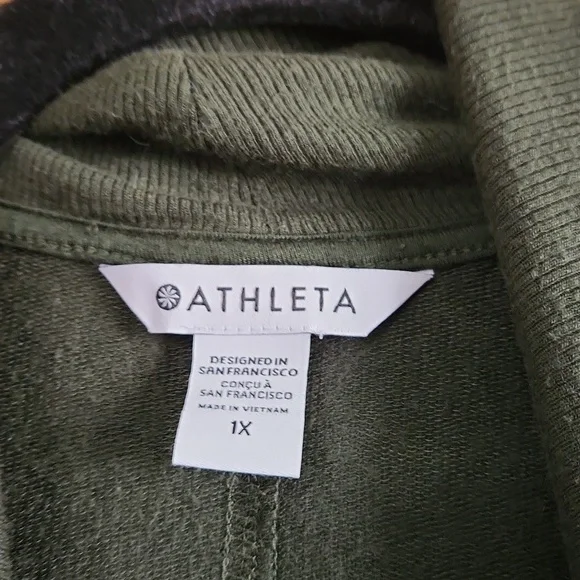 ATHLETA
DESIGNED IN
SAN FRANCISCO
CONÇU À
SAN FRANCISCO
MADE IN VIETNAM
1X